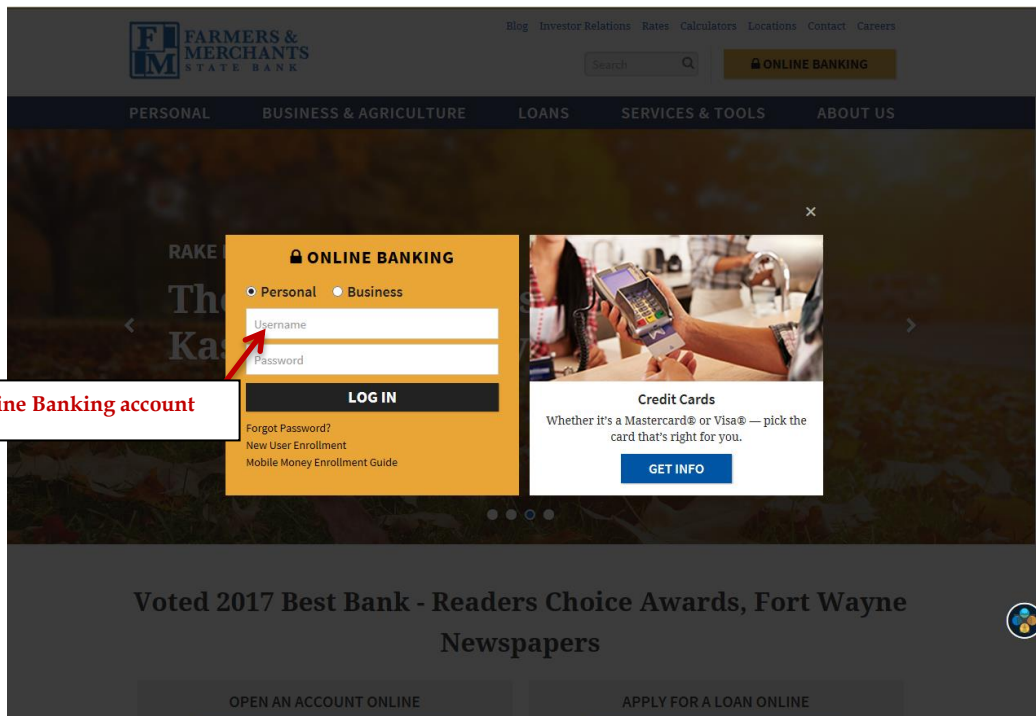 Blog Investor Relations Rates Calculators Locations Contact Careers
FM FARMERS &
MERCHANTS
STATE BANK
Search
ONLINE BANKING
PERSONAL BUSINESS & AGRICULTURE LOANS SERVICES & TOOLS ABOUT US
×
RAKE
The
Kas
ONLINE BANKING
Personal Business
Username
Password
LOG IN
Banking account
Forgot Password?
New User Enrollment
Mobile Money Enrollment Guide
Credit Cards
Whether it's a Mastercard® or Visa® — pick the
card that's right for you.
GET INFO
Voted 2017 Best Bank - Readers Choice Awards, Fort Wayne
Newspapers
OPEN AN ACCOUNT ONLINE APPLY FOR A LOAN ONLINE